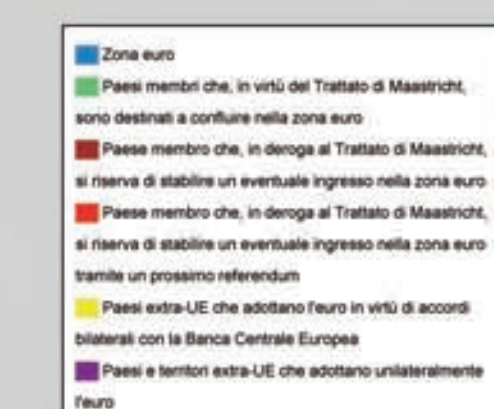 Zona euro
Paesi membri che, in virtù del Trattato di Maastricht,
sono destinati a confluire nella zona euro
Paese membro che, in deroga al Trattato di Maastricht,
si riserva di stabilire un eventuale ingresso nella zona euro
Paese membro che, in deroga al Trattato di Maastricht,
si riserva di stabilire un eventuale ingresso nella zona euro
tramite un prossimo referendum
Paesi extra-UE che adottano l'euro in virtù di accordi
bilaterali con la Banca Centrale Europea
Paesi e territori extra-UE che adottano unilateralmente
l'euro